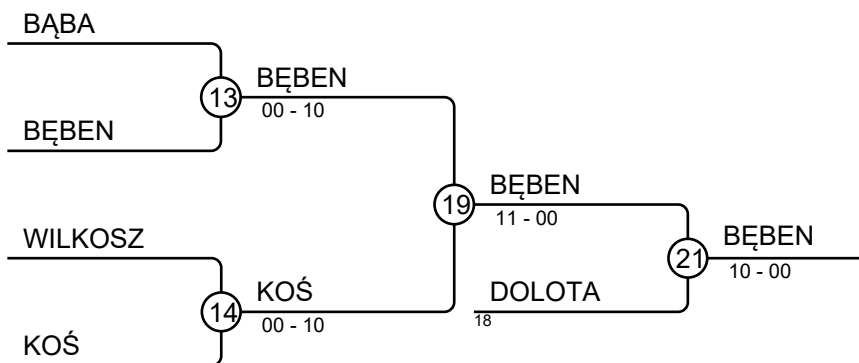 BĄBA
13
BĘBEN
00 - 10
BĘBEN
19
BĘBEN
11 - 00
WILKOSZ
21
BĘBEN
10 - 00
14
KOŚ
00 - 10
DOLOTA
18
KOŚ